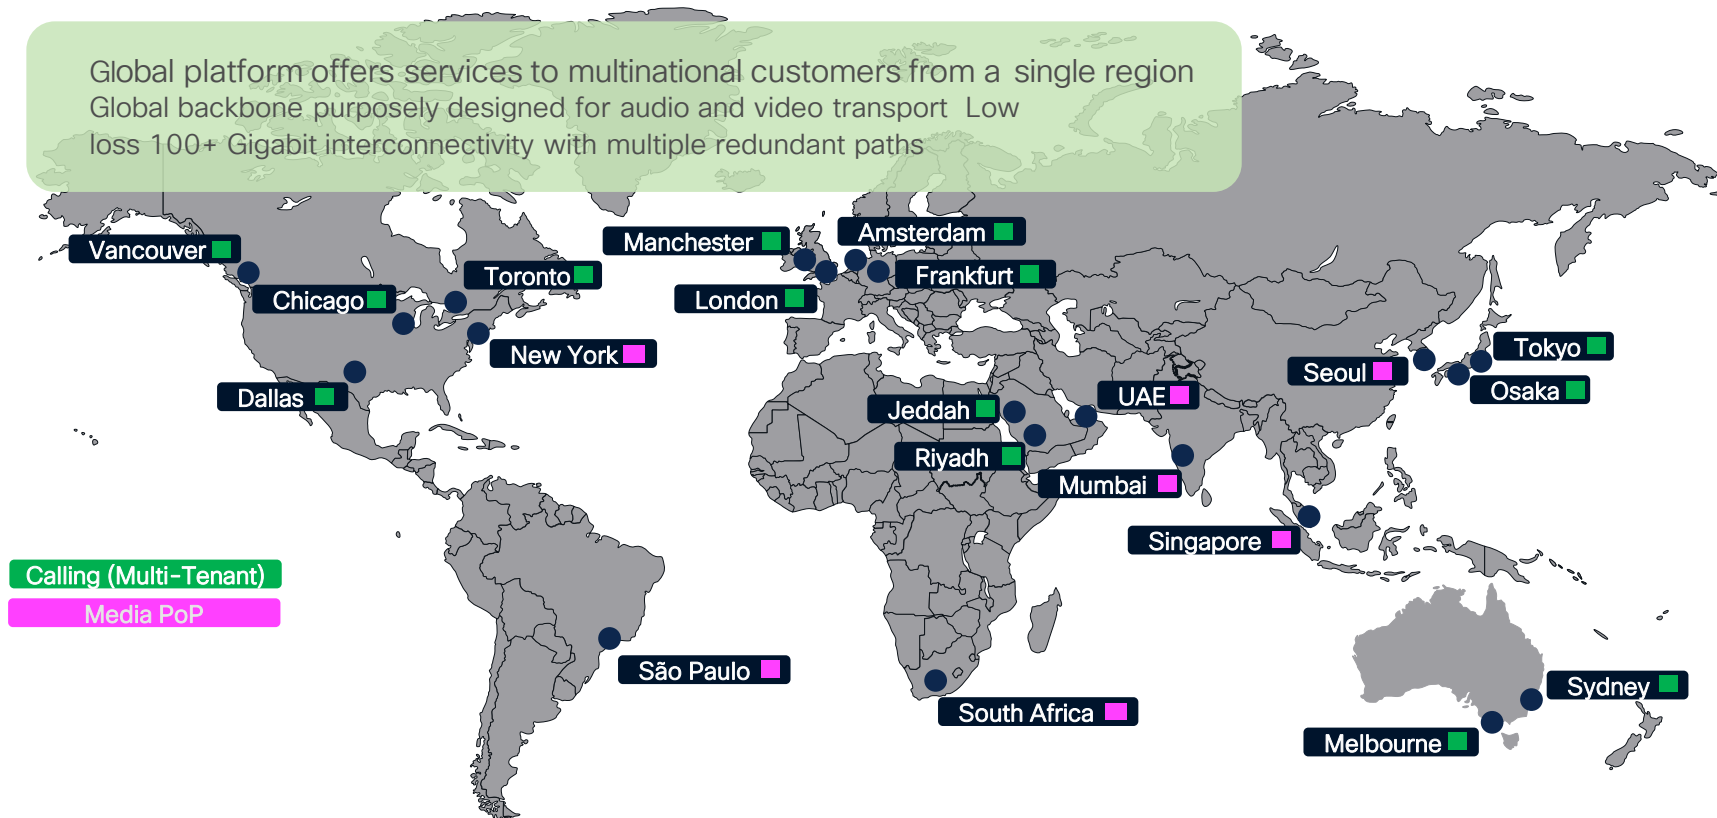 Global platform offers services to multinational customers from a single region
Global backbone purposely designed for audio and video transport Low
loss 100+ Gigabit interconnectivity with multiple redundant paths
Vancouver
Manchester
Amsterdam
Toronto
Frankfurt
Chicago
London
New York
Tokyo
Seoul
Osaka
Dallas
UAE
Jeddah
Riyadh
Mumbai
Singapore
Calling (Multi-Tenant)
Media PoP
São Paulo
South Africa
Sydney
Melbourne